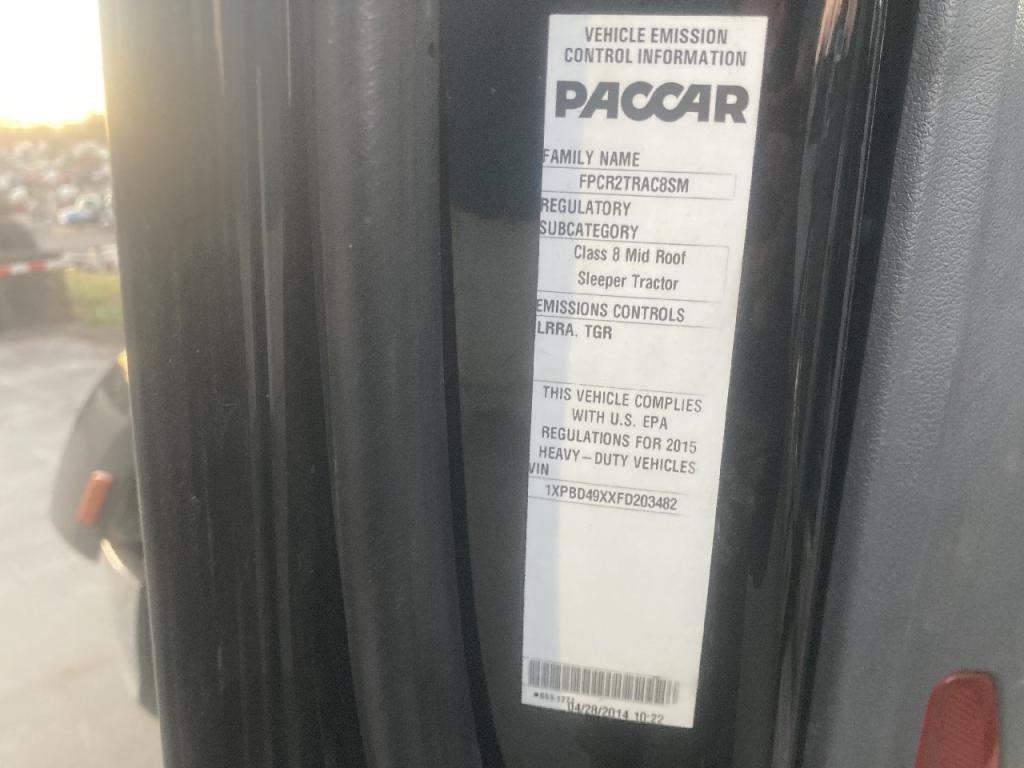 VEHICLE EMISSION
CONTROL INFORMATION
PACCAR
FAMILY NAME
FPCR2TRAC8SM
REGULATORY
SUBCATEGORY
Class 8 Mid Roof
Sleeper Tractor
EMISSIONS CONTROLS
LRRA, TGR
THIS VEHICLE COMPLIES
WITH U.S. EPA
REGULATIONS FOR 2015
HEAVY-DUTY VEHICLES
VIN
1XPBD49XXFD203482
04/28/2014 10:22